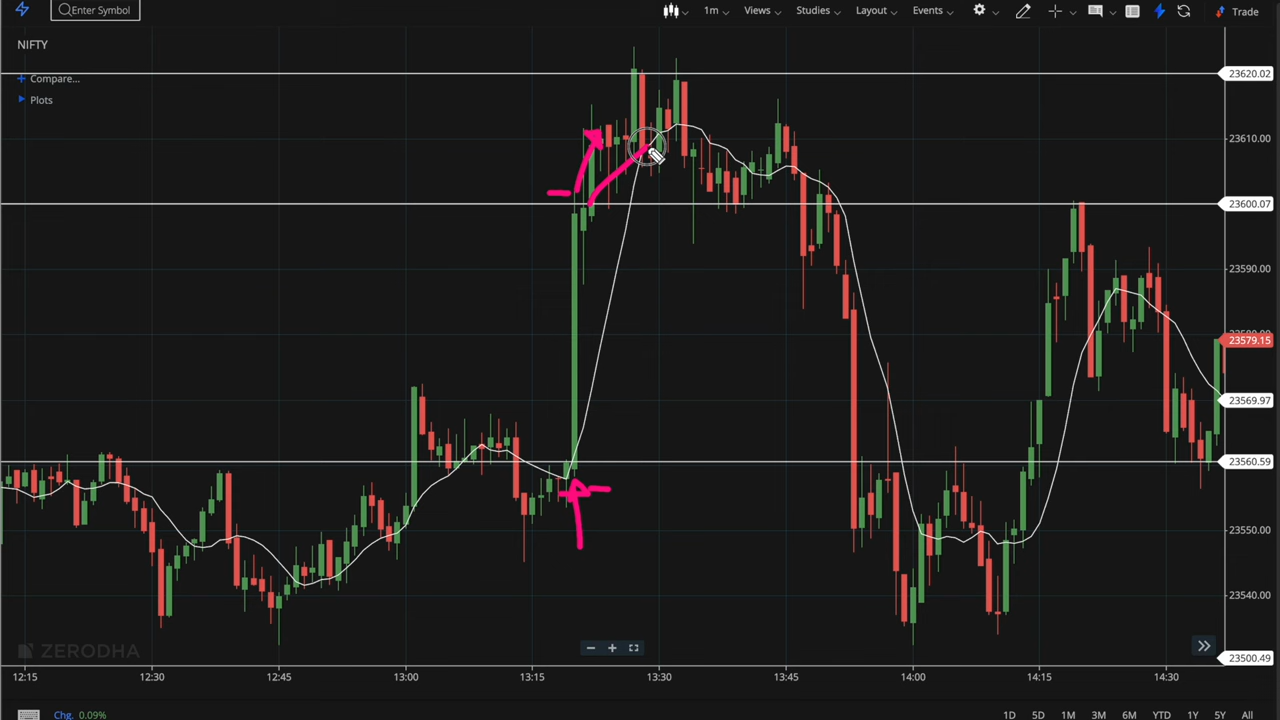 Enter Symbol 1m Views Studies Layout Events Trade
NIFTY
Compare...
Plots
23620.02
23610.00
23600.07
23590.00
23579.15
23569.97
23560.59
23550.00
23540.00
ZERODHA
23500.49
12:15 12:30 12:45 13:00 13:15 13:30 13:45 14:00 14:15 14:30
Chg. 0.09% 1D 5D 1M 3M 6M YTD 1Y 5Y All